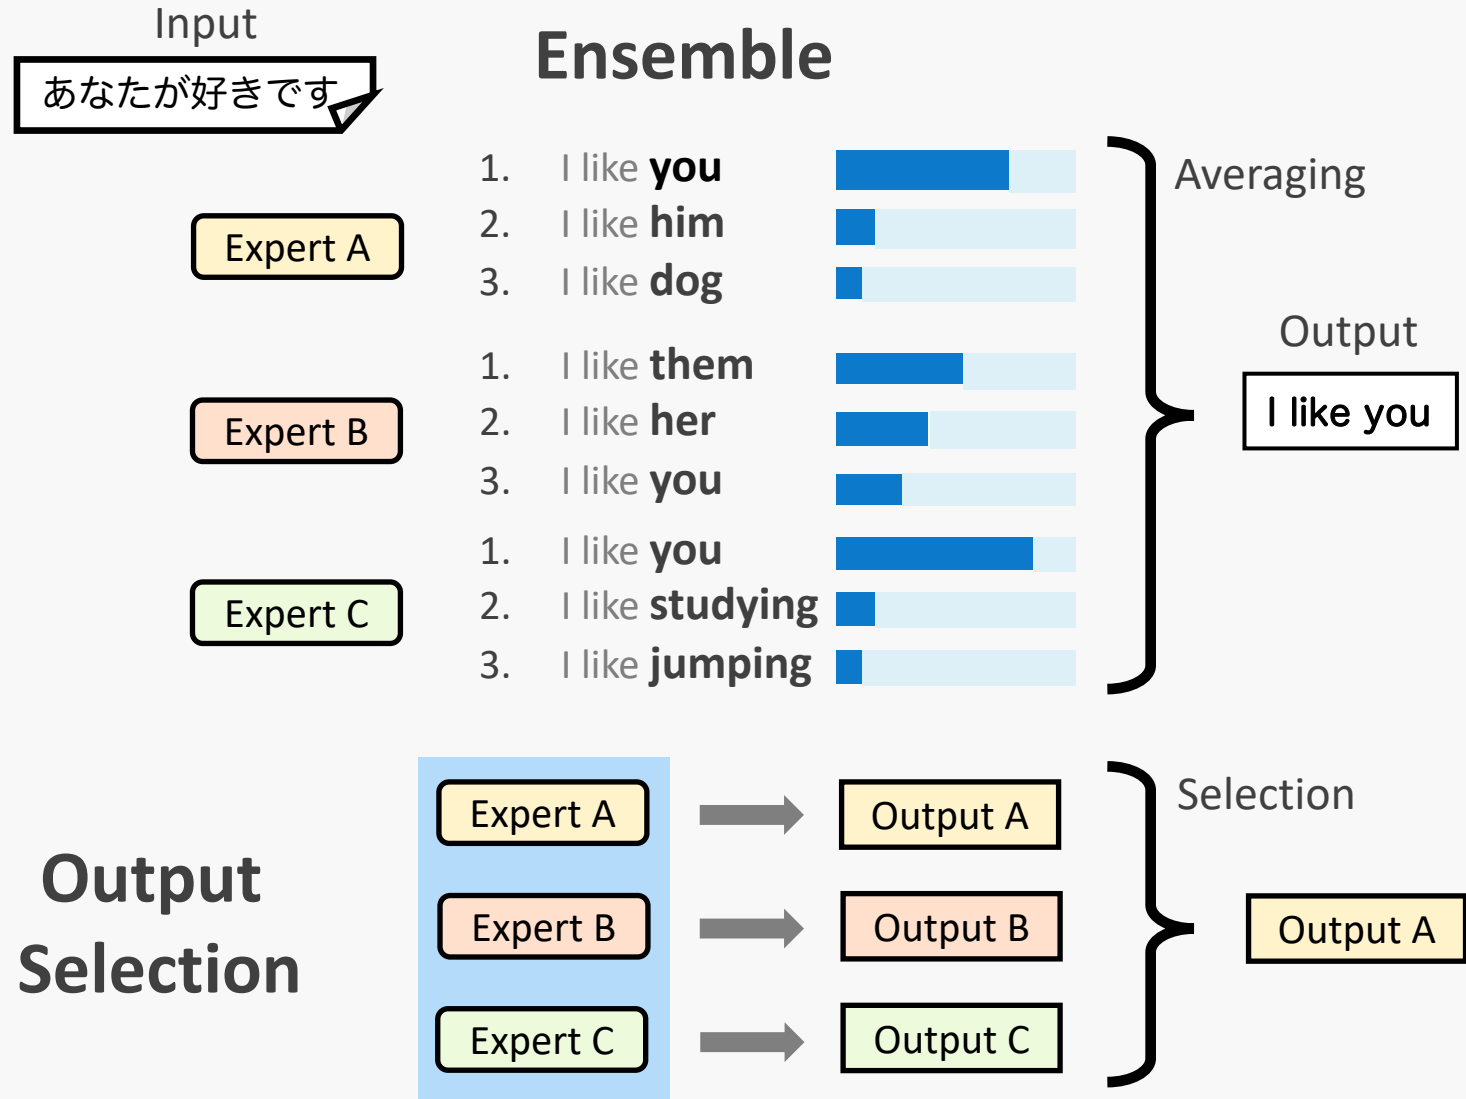 Input
あなたが好きです
Ensemble
Expert A
1. I like you
2. I like him
3. I like dog
Expert B
1. I like them
2. I like her
3. I like you
Expert C
1. I like you
2. I like studying
3. I like jumping
Averaging
Output
I like you
Output
Selection
Expert A
Output A
Expert B
Output B
Expert C
Output C
Selection
Output A